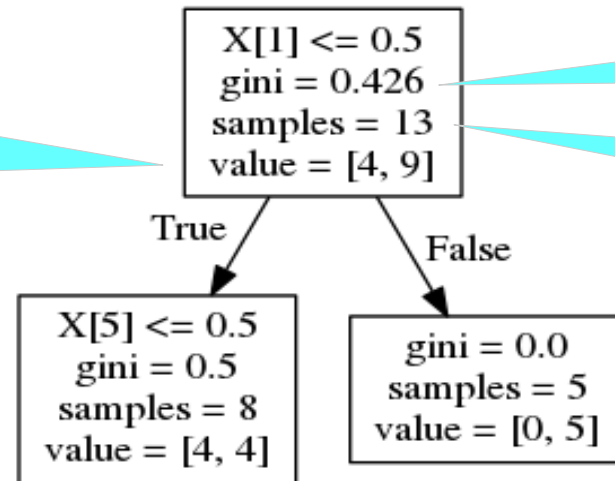 X[1] <= 0.5
gini = 0.426
samples = 13
value = [4, 9]
True
False
X[5] <= 0.5
gini = 0.5
samples = 8
value = [4, 4]
gini = 0.0
samples = 5
value = [0, 5]